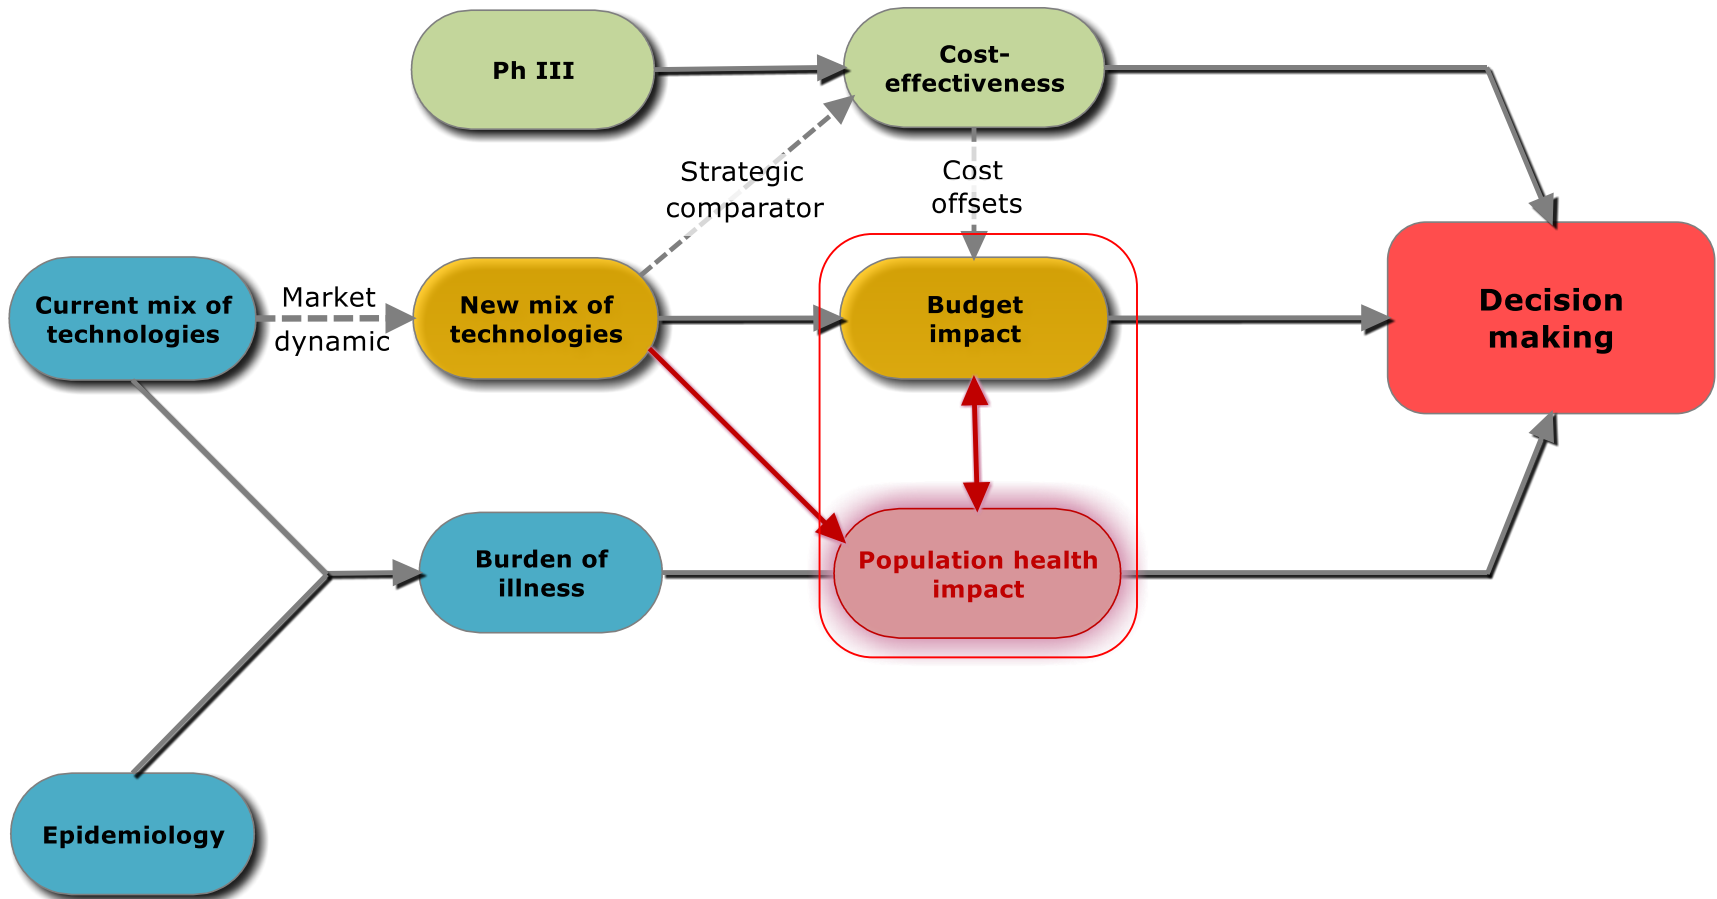 Ph III
Cost-
effectiveness
Strategic
comparator
Cost
offsets
Current mix of
technologies
Market
dynamic
New mix of
technologies
Budget
impact
Decision
making
Burden of
illness
Population health
impact
Epidemiology